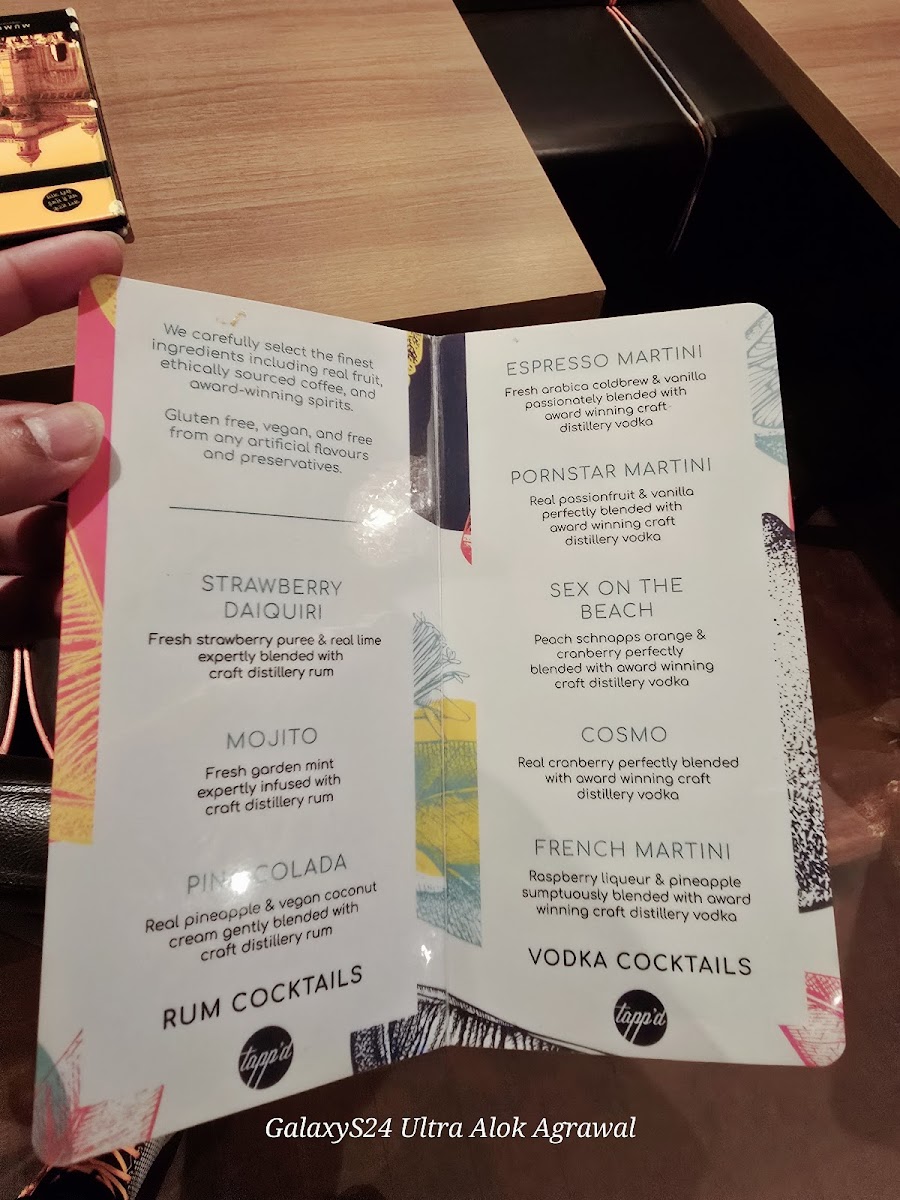 We carefully select the finest
ingredients including real fruit,
ethically sourced coffee, and
award-winning spirits.
Gluten free, vegan, and free
from any artificial flavours
and preservatives.
STRAWBERRY
DAIQUIRI
Fresh strawberry puree & real lime
expertly blended with
craft distillery rum
MOJITO
Fresh garden mint
expertly infused with
craft distillery rum
COLADA
Real pineapple & vegan coconut
cream gently blended with
craft distillery rum
RUM COCKTAILS
tapp'd
ESPRESSO MARTINI
Fresh arabica coldbrew & vanilla
passionately blended with
award winning craft
distillery vodka
PORNSTAR MARTINI
Real passionfruit & vanilla
perfectly blended with
award winning craft
distillery vodka
SEX ON THE
BEACH
Peach schnapps orange &
cranberry perfectly
blended with award winning
craft distillery vodka
COSMO
Real cranberry perfectly blended
with award winning craft
distillery vodka
FRENCH MARTINI
Raspberry liqueur & pineapple
sumptuously blended with award
winning craft distillery vodka
VODKA COCKTAILS
tapp'd
GalaxyS24 Ultra Alok Agrawal